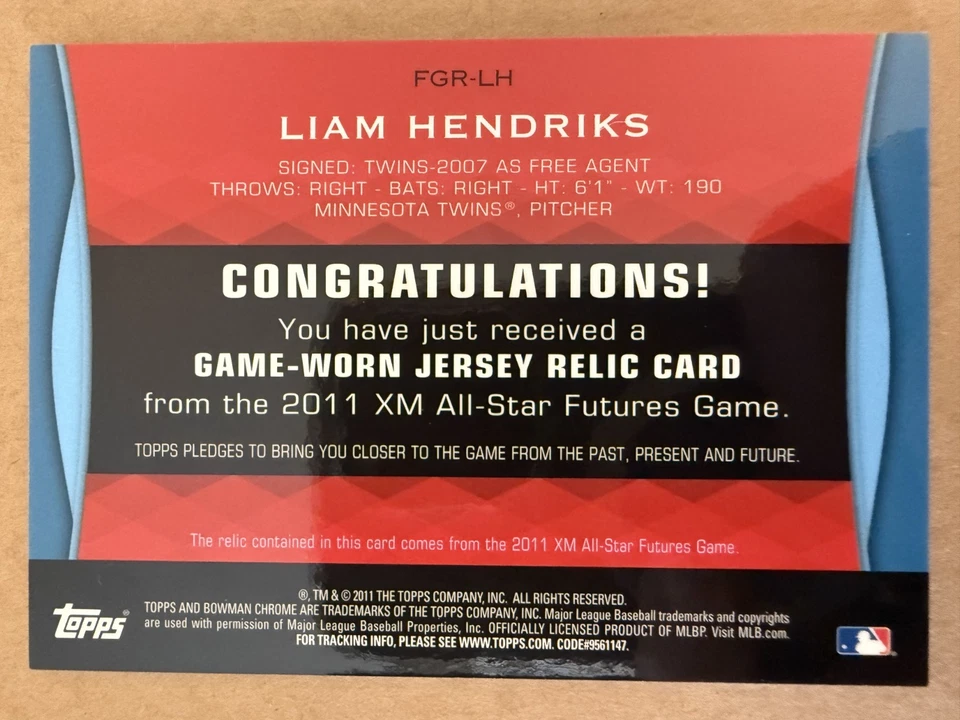 FGR-LH
LIAM HENDRIKS
SIGNED: TWINS-2007 AS FREE AGENT
THROWS: RIGHT - BATS: RIGHT - HT: 6'1" - WT: 190
MINNESOTA TWINS®, PITCHER
CONGRATULATIONS!
You have just received a
GAME-WORN JERSEY RELIC CARD
from the 2011 XM All-Star Futures Game.
TOPPS PLEDGES TO BRING YOU CLOSER TO THE GAME FROM THE PAST, PRESENT AND FUTURE.
The relic contained in this card comes from the 2011 XM All-Star Futures Game.
®, TM & © 2011 THE TOPPS COMPANY, INC. ALL RIGHTS RESERVED.
TOPPS AND BOWMAN CHROME ARE TRADEMARKS OF THE TOPPS COMPANY, INC. Major League Baseball trademarks and copyrights
are used with permission of Major League Baseball Properties, Inc. OFFICIALLY LICENSED PRODUCT OF MLBP. Visit MLB.com.
FOR TRACKING INFO, PLEASE SEE WWW.TOPPS.COM. CODE#9561147.
topps®